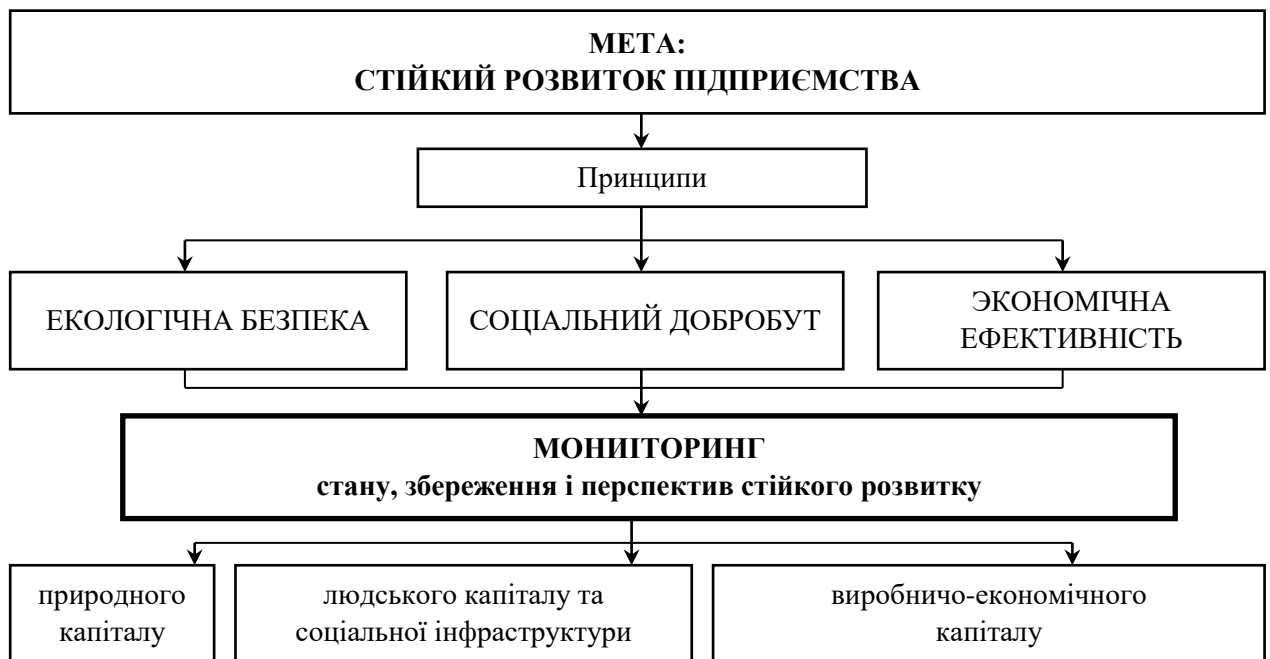 МЕТА:
СТІЙКИЙ РОЗВИТОК ПІДПРИЄМСТВА
Принципи
ЕКОЛОГІЧНА БЕЗПЕКА
СОЦІАЛЬНИЙ ДОБРОБУТ
ЭКОНОМІЧНА
ЕФЕКТИВНІСТЬ
МОНИІТОРИНГ
стану, збереження і перспектив стійкого розвитку
природного
капіталу
людського капіталу та
соціальної інфраструктури
виробничо-економічного
капіталу